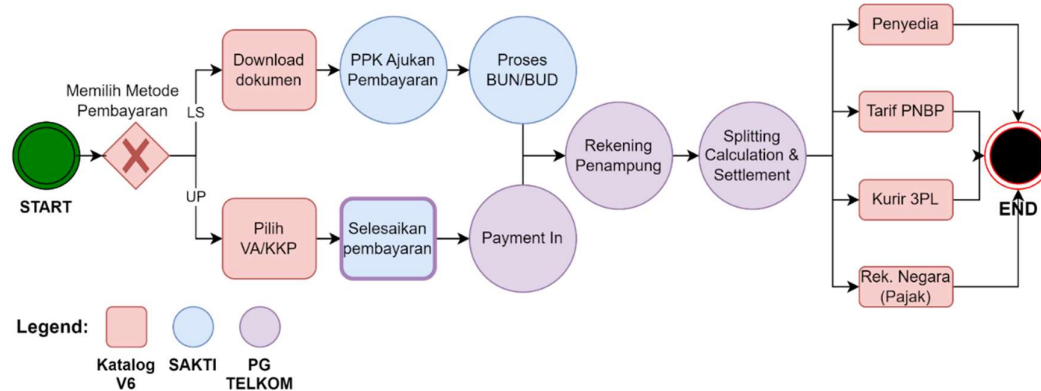 Memilih Metode
Pembayaran
START
LS
UP
Download
dokumen
PPK Ajukan
Pembayaran
Proses
BUN/BUD
Pilih
VA/KKP
Selesaikan
pembayaran
Payment In
Rekening
Penampung
Splitting
Calculation &
Settlement
Penyedia
Tarif PNBP
Kurir 3PL
Rek. Negara
(Pajak)
END
Legend:
Katalog
V6
SAKTI
PG
TELKOM